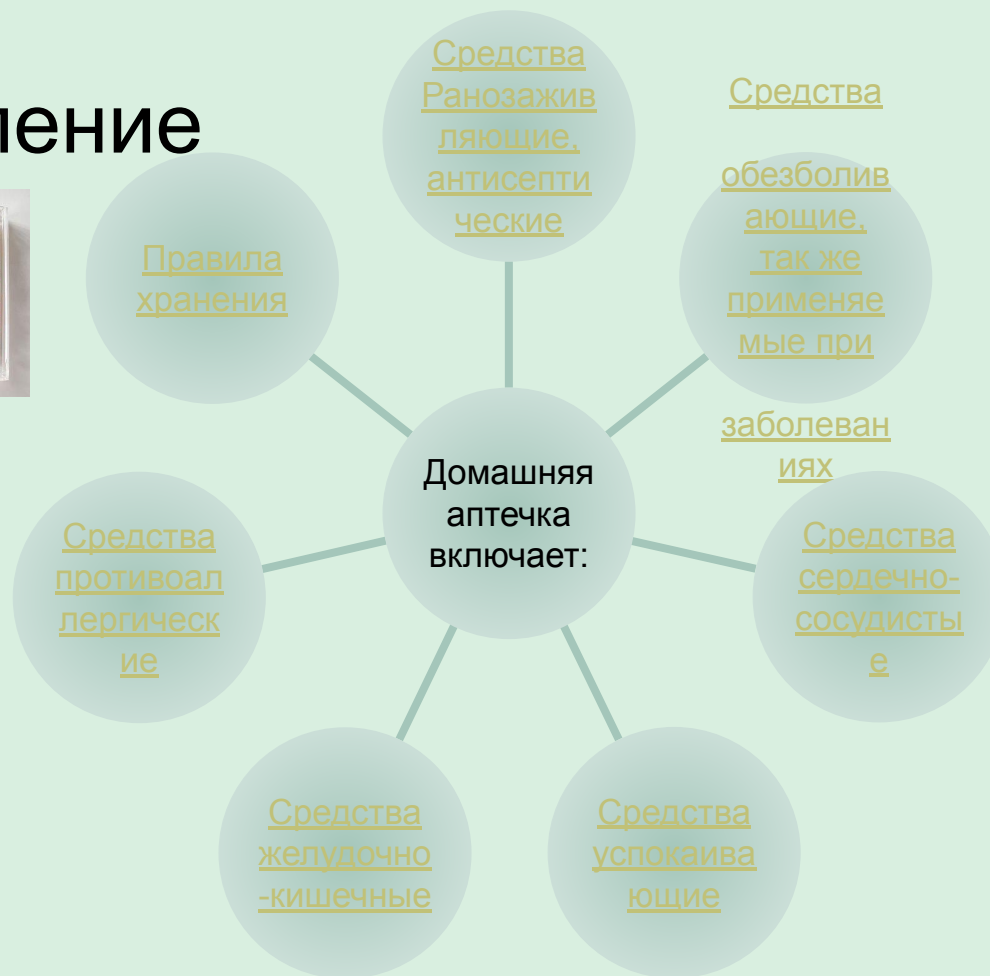 ление
Средства
Ранозажив
ляющие,
антисепти
ческие
Средства
обезболив
ающие,
так же
применяе
мые при
заболеван
иях
Средства
сердечно-
сосудисты
е
Средства
успокаива
ющие
Средства
желудочно
-кишечные
Средства
противоал
лергическ
ие
Правила
хранения
Домашняя
аптечка
включает: